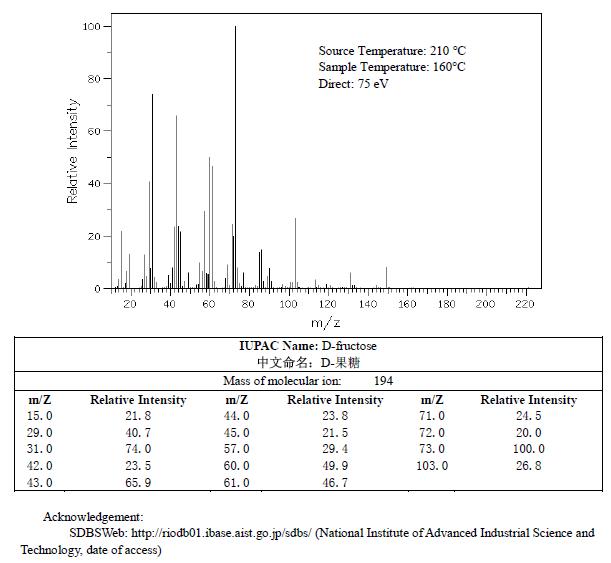 100
80
60
40
20
0
Relative Intensity
Source Temperature: 210 °C
Sample Temperature: 160°C
Direct: 75 eV
20 40 60 80 100 120 140 160 180 200 220
m/z
IUPAC Name: D-fructose
中文命名: D-果糖
Mass of molecular ion: 194
m/Z Relative Intensity m/Z Relative Intensity m/Z Relative Intensity
15.0 21.8 44.0 23.8 71.0 24.5
29.0 40.7 45.0 21.5 72.0 20.0
31.0 74.0 57.0 29.4 73.0 100.0
42.0 23.5 60.0 49.9 103.0 26.8
43.0 65.9 61.0 46.7
Acknowledgement:
SDBSWeb: http://riodb01.ibase.aist.go.jp/sdbs/ (National Institute of Advanced Industrial Science and
Technology, date of access)